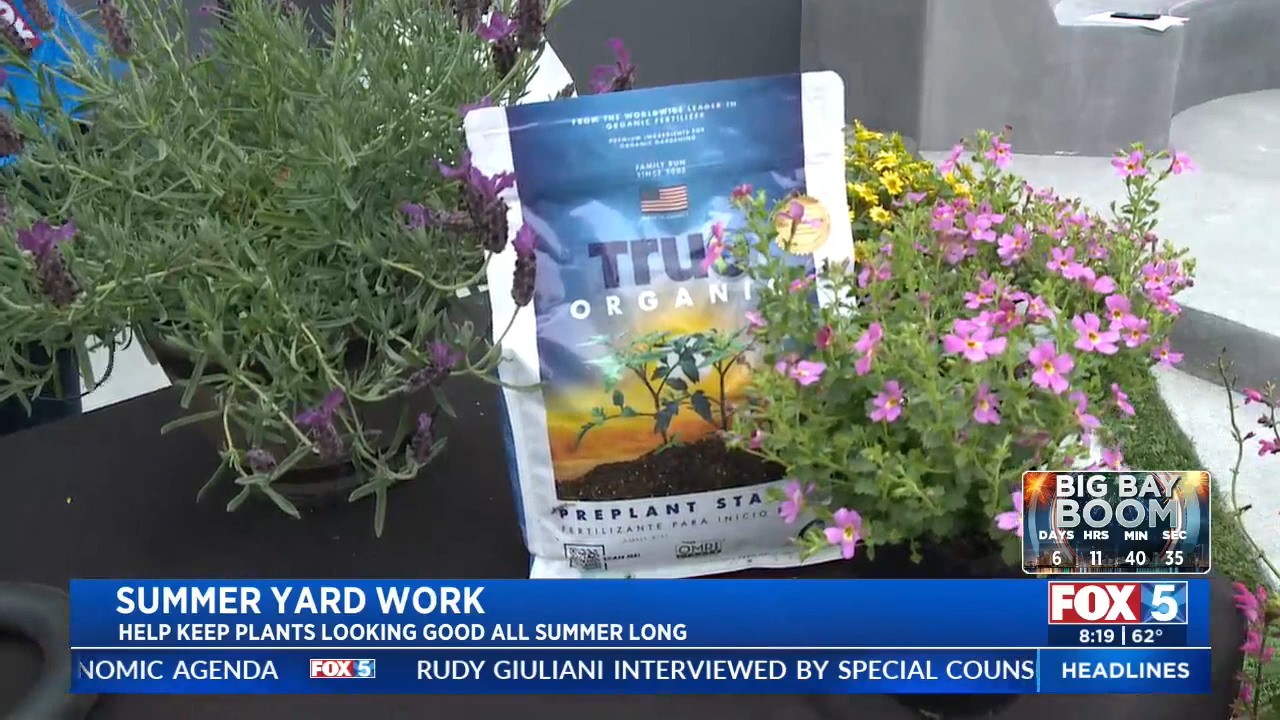 FROM THE WORLDWIDE LEADER IN
ORGANIC FERTILIZER
PREMIUM INGREDIENTS FOR
ORGANIC GARDENING
FAMILY RUN
SINCE
True
ORGANIC
PREPLANT STA
FERTILIZANTE PARA INICIO
OMRI
BIG BAY
BOOM
DAYS HRS MIN SEC
6 11 40 35
SUMMER YARD WORK
HELP KEEP PLANTS LOOKING GOOD ALL SUMMER LONG
FOX 5
8:19 | 62°
NOMIC AGENDA FOX 5 RUDY GIULIANI INTERVIEWED BY SPECIAL COUNS
HEADLINES